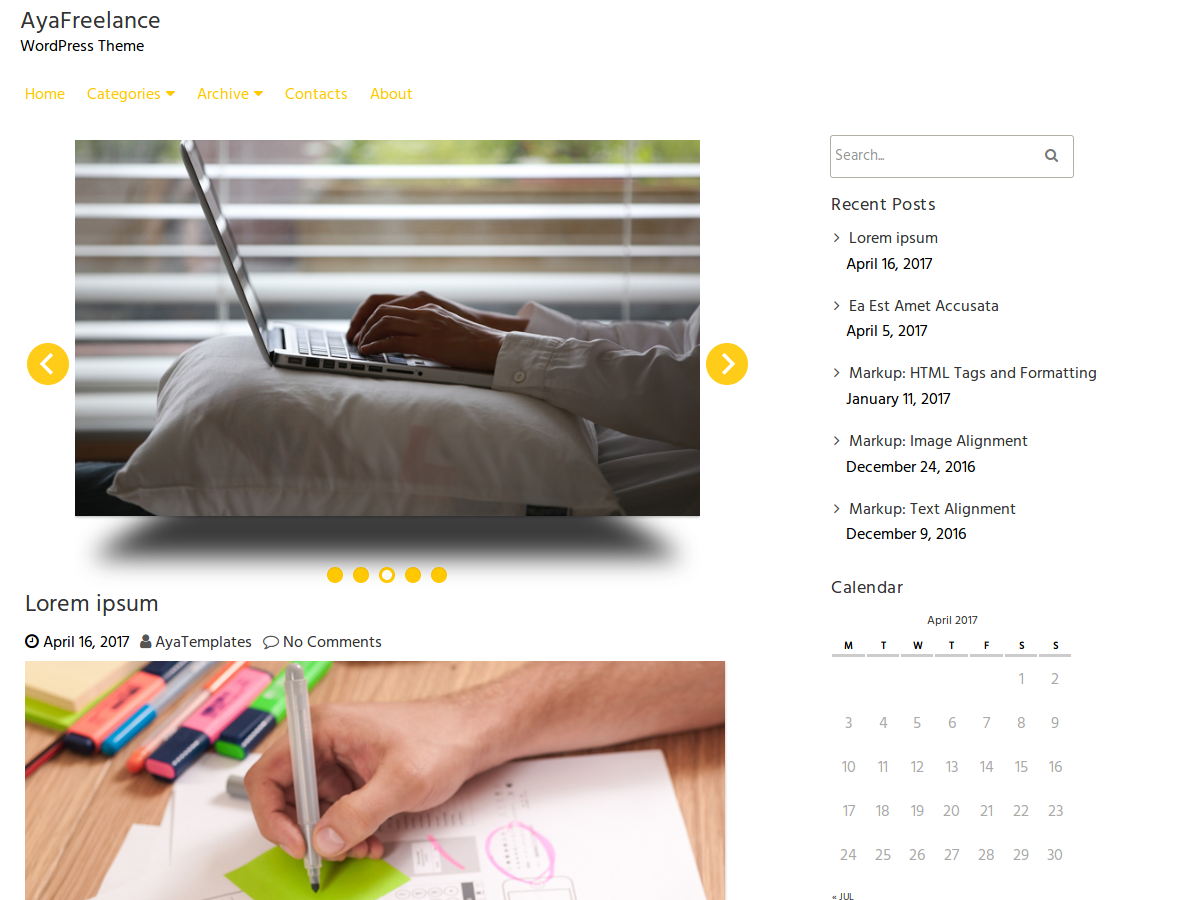 AyaFreelance
WordPress Theme
Home Categories Archive Contacts About
Search...
Recent Posts
Lorem ipsum
April 16, 2017
Ea Est Amet Accusata
April 5, 2017
Markup: HTML Tags and Formatting
January 11, 2017
Markup: Image Alignment
December 24, 2016
Markup: Text Alignment
December 9, 2016
Calendar
April 2017
M T W T F S S
1 2
3 4 5 6 7 8 9
10 11 12 13 14 15 16
17 18 19 20 21 22 23
24 25 26 27 28 29 30
« JUL
Lorem ipsum
April 16, 2017 AyaTemplates No Comments